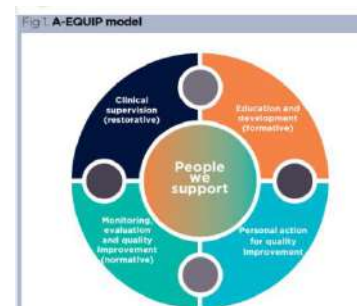 Fig 1. A-EQUIP model
Clinical
supervision
(restorative)
Education and
development
(formative)
People
we
support
Monitoring,
evaluation
and quality
improvement
(normative)
Personal action
for quality
improvement